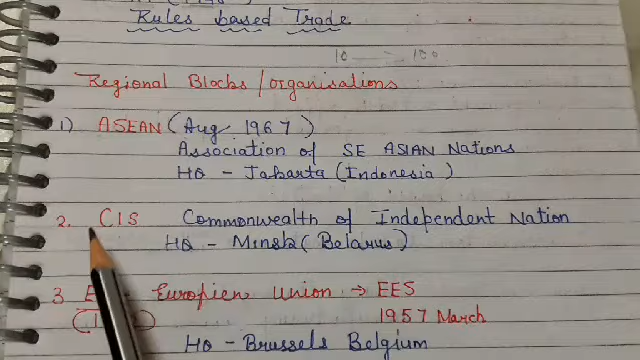 Rules based Trade
10 100
Regional Blocks / organisations
1) ASEAN (Aug 1967)
Association of SE ASIAN Nations
HQ - Jakarta (Indonesia)
2. CIS Commonwealth of Independent Nation
HQ - Minsk (Belarus)
3 Europien Union → EES
1957 March
HQ - Brussels Belgium